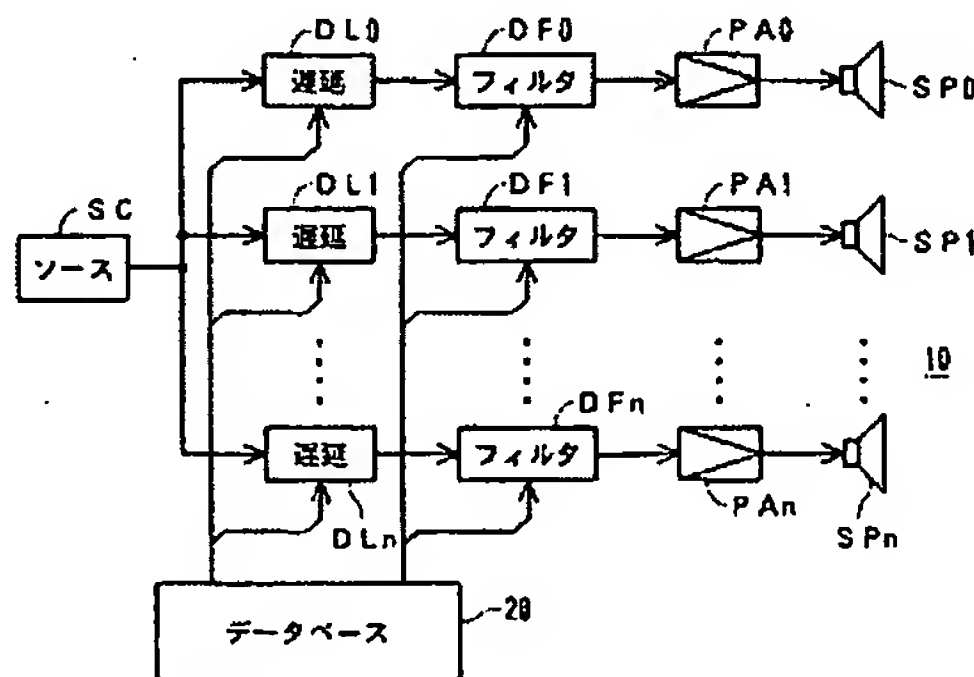 DL0
DF0
PA0
遅延
フィルタ
SP0
DL1
DF1
PA1
SC
遅延
フィルタ
SP1
ソース
10
DFn
遅延
フィルタ
DLn
PAn
SPn
20
データベース